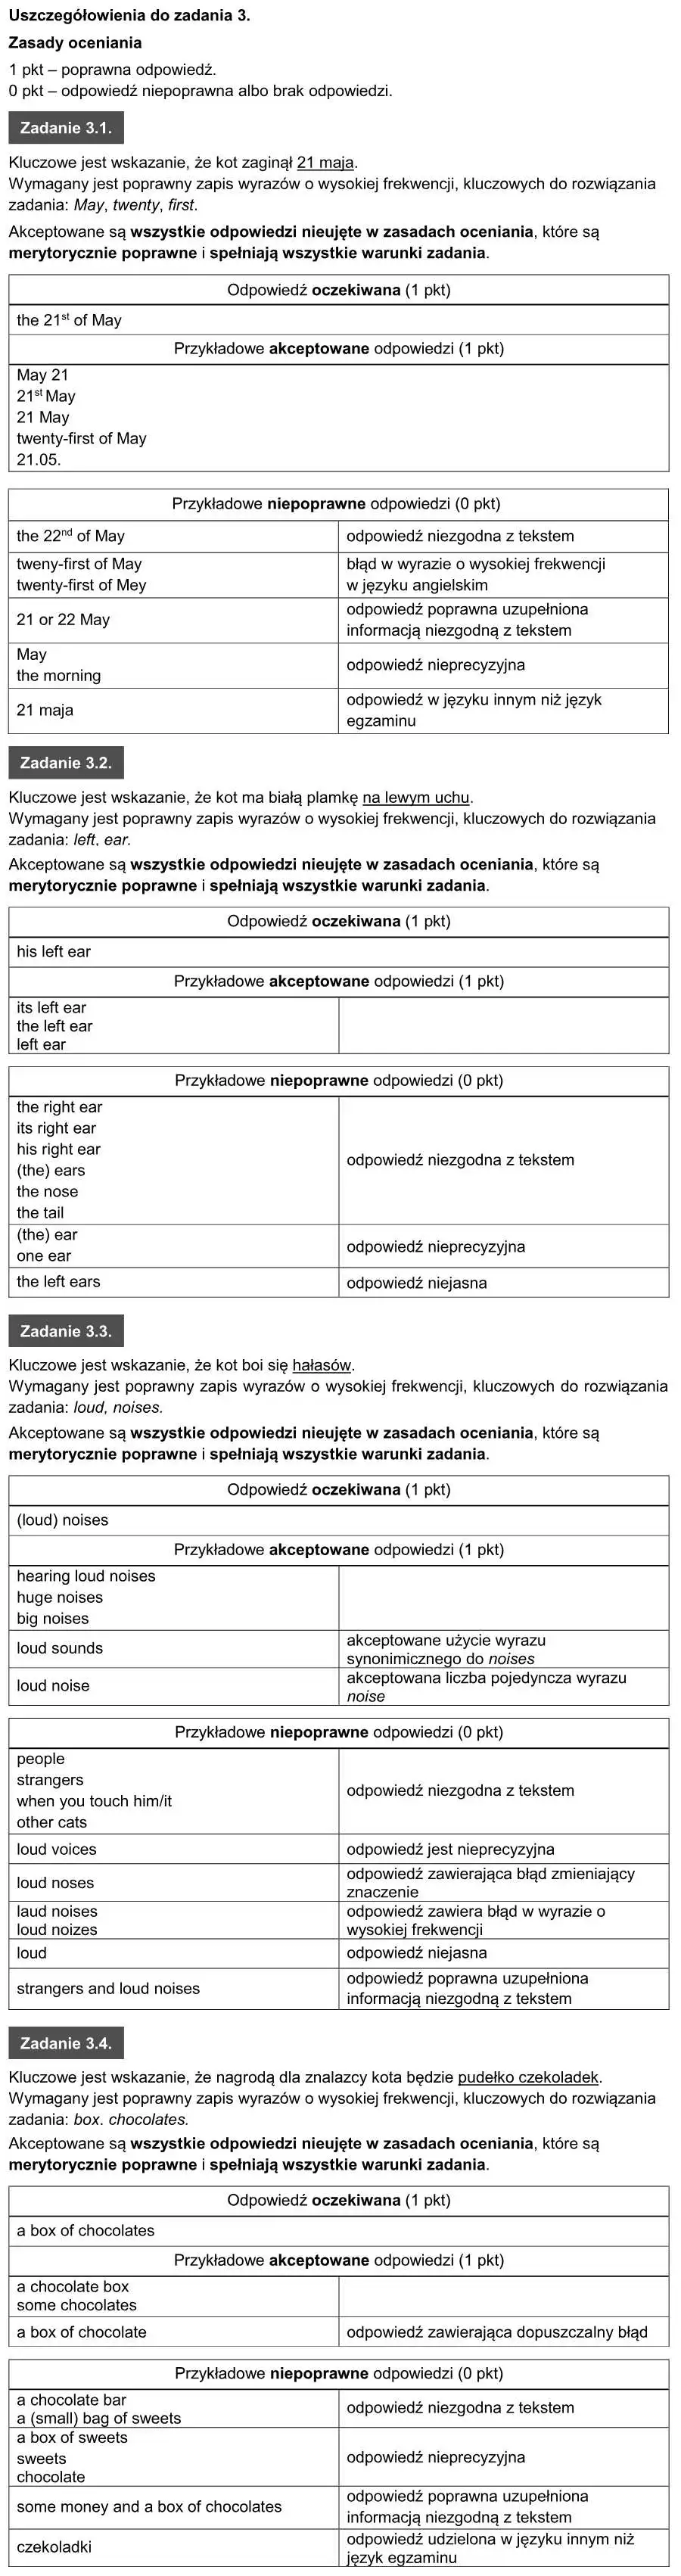 Uszczegółowienia do zadania 3.
Zasady oceniania
1 pkt – poprawna odpowiedź.
0 pkt – odpowiedź niepoprawna albo brak odpowiedzi.
Zadanie 3.1.
Kluczowe jest wskazanie, że kot zaginął 21 maja.
Wymagany jest poprawny zapis wyrazów o wysokiej frekwencji, kluczowych do rozwiązania
zadania: May, twenty, first.
Akceptowane są wszystkie odpowiedzi nieujęte w zasadach oceniania, które są
merytorycznie poprawne i spełniają wszystkie warunki zadania.
Odpowiedź oczekiwana (1 pkt)
the 21st of May
Przykładowe akceptowane odpowiedzi (1 pkt)
May 21
21st May
21 May
twenty-first of May
21.05.
Przykładowe niepoprawne odpowiedzi (0 pkt)
the 22nd of May
odpowiedź niezgodna z tekstem
tweny-first of May
twenty-first of Mey
błąd w wyrazie o wysokiej frekwencji
w języku angielskim
21 or 22 May
odpowiedź poprawna uzupełniona
informacją niezgodną z tekstem
May
the morning
odpowiedź nieprecyzyjna
21 maja
odpowiedź w języku innym niż język
egzaminu
Zadanie 3.2.
Kluczowe jest wskazanie, że kot ma białą plamkę na lewym uchu.
Wymagany jest poprawny zapis wyrazów o wysokiej frekwencji, kluczowych do rozwiązania
zadania: left, ear.
Akceptowane są wszystkie odpowiedzi nieujęte w zasadach oceniania, które są
merytorycznie poprawne i spełniają wszystkie warunki zadania.
Odpowiedź oczekiwana (1 pkt)
his left ear
Przykładowe akceptowane odpowiedzi (1 pkt)
its left ear
the left ear
left ear
Przykładowe niepoprawne odpowiedzi (0 pkt)
the right ear
its right ear
his right ear
(the) ears
the nose
the tail
odpowiedź niezgodna z tekstem
(the) ear
one ear
odpowiedź nieprecyzyjna
the left ears
odpowiedź niejasna
Zadanie 3.3.
Kluczowe jest wskazanie, że kot boi się hałasów.
Wymagany jest poprawny zapis wyrazów o wysokiej frekwencji, kluczowych do rozwiązania
zadania: loud, noises.
Akceptowane są wszystkie odpowiedzi nieujęte w zasadach oceniania, które są
merytorycznie poprawne i spełniają wszystkie warunki zadania.
Odpowiedź oczekiwana (1 pkt)
(loud) noises
Przykładowe akceptowane odpowiedzi (1 pkt)
hearing loud noises
huge noises
big noises
loud sounds
akceptowane użycie wyrazu
synonimicznego do noises
loud noise
akceptowana liczba pojedyncza wyrazu
noise
Przykładowe niepoprawne odpowiedzi (0 pkt)
people
strangers
when you touch him/it
other cats
odpowiedź niezgodna z tekstem
loud voices
odpowiedź jest nieprecyzyjna
loud noses
odpowiedź zawierająca błąd zmieniający
znaczenie
laud noises
loud noizes
odpowiedź zawiera błąd w wyrazie o
wysokiej frekwencji
loud
odpowiedź niejasna
strangers and loud noises
odpowiedź poprawna uzupełniona
informacją niezgodną z tekstem
Zadanie 3.4.
Kluczowe jest wskazanie, że nagrodą dla znalazcy kota będzie pudełko czekoladek.
Wymagany jest poprawny zapis wyrazów o wysokiej frekwencji, kluczowych do rozwiązania
zadania: box. chocolates.
Akceptowane są wszystkie odpowiedzi nieujęte w zasadach oceniania, które są
merytorycznie poprawne i spełniają wszystkie warunki zadania.
Odpowiedź oczekiwana (1 pkt)
a box of chocolates
Przykładowe akceptowane odpowiedzi (1 pkt)
a chocolate box
some chocolates
a box of chocolate
odpowiedź zawierająca dopuszczalny błąd
Przykładowe niepoprawne odpowiedzi (0 pkt)
a chocolate bar
a (small) bag of sweets
odpowiedź niezgodna z tekstem
a box of sweets
sweets
chocolate
odpowiedź nieprecyzyjna
some money and a box of chocolates
odpowiedź poprawna uzupełniona
informacją niezgodną z tekstem
czekoladki
odpowiedź udzielona w języku innym niż
język egzaminu